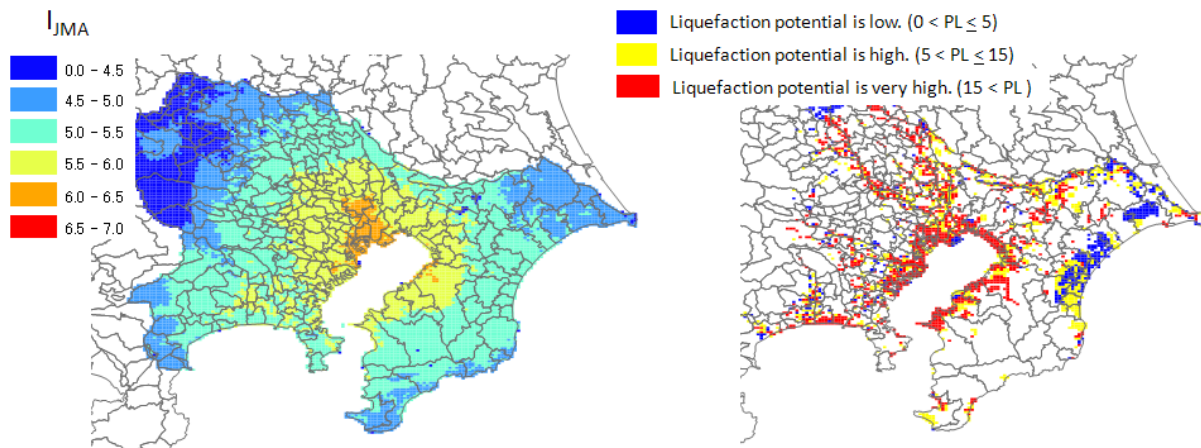 I_JMA
0.0 – 4.5
4.5 – 5.0
5.0 – 5.5
5.5 – 6.0
6.0 – 6.5
6.5 – 7.0
Liquefaction potential is low. (0 < PL ≤ 5)
Liquefaction potential is high. (5 < PL ≤ 15)
Liquefaction potential is very high. (15 < PL )